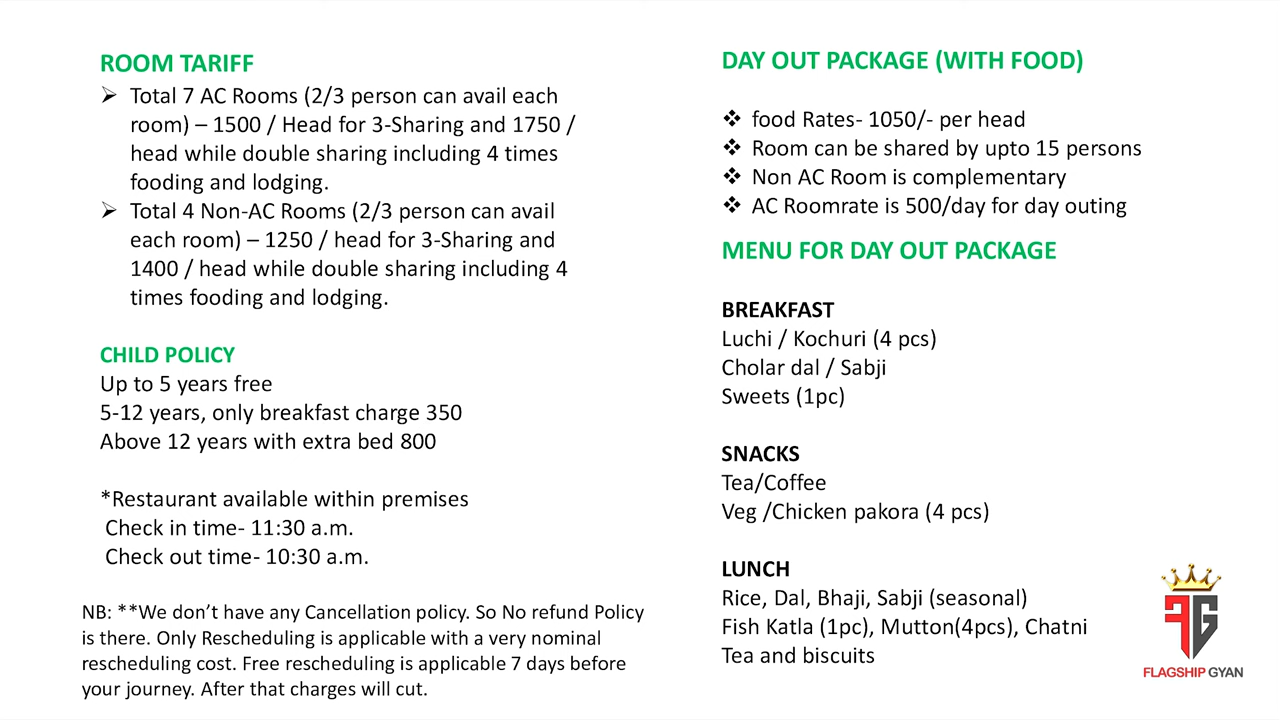 ROOM TARIFF
➢ Total 7 AC Rooms (2/3 person can avail each
room) – 1500 / Head for 3-Sharing and 1750 /
head while double sharing including 4 times
fooding and lodging.
➢ Total 4 Non-AC Rooms (2/3 person can avail
each room) – 1250 / head for 3-Sharing and
1400 / head while double sharing including 4
times fooding and lodging.
CHILD POLICY
Up to 5 years free
5-12 years, only breakfast charge 350
Above 12 years with extra bed 800
*Restaurant available within premises
Check in time- 11:30 a.m.
Check out time- 10:30 a.m.
NB: **We don’t have any Cancellation policy. So No refund Policy
is there. Only Rescheduling is applicable with a very nominal
rescheduling cost. Free rescheduling is applicable 7 days before
your journey. After that charges will cut.
DAY OUT PACKAGE (WITH FOOD)
❖ food Rates- 1050/- per head
❖ Room can be shared by upto 15 persons
❖ Non AC Room is complementary
❖ AC Roomrate is 500/day for day outing
MENU FOR DAY OUT PACKAGE
BREAKFAST
Luchi / Kochuri (4 pcs)
Cholar dal / Sabji
Sweets (1pc)
SNACKS
Tea/Coffee
Veg /Chicken pakora (4 pcs)
LUNCH
Rice, Dal, Bhaji, Sabji (seasonal)
Fish Katla (1pc), Mutton(4pcs), Chatni
Tea and biscuits
FG
FLAGSHIP GYAN